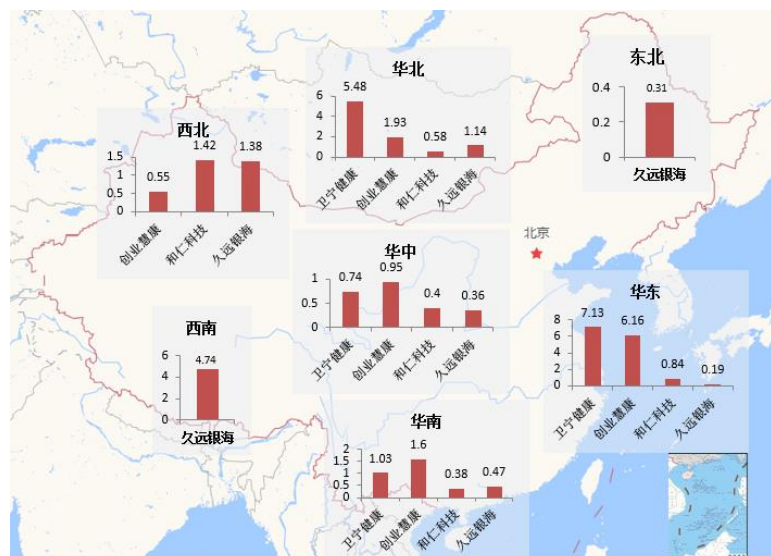 华北
5.48
6
4
2
0
1.93
0.58
1.14
卫宁健康
创业慧康
和仁科技
久远银海
东北
0.4
0.2
0
0.31
久远银海
西北
1.5
1
0.5
0
0.55
1.42
1.38
创业慧康
和仁科技
久远银海
北京
华中
1
0.5
0
0.74
0.95
0.4
0.36
卫宁健康
创业慧康
和仁科技
久远银海
华东
8
6
4
2
0
7.13
6.16
0.84
0.19
卫宁健康
创业慧康
和仁科技
久远银海
西南
6
4
2
0
4.74
久远银海
华南
2
1.5
1
0.5
0
1.03
1.6
0.38
0.47
卫宁健康
创业慧康
和仁科技
久远银海